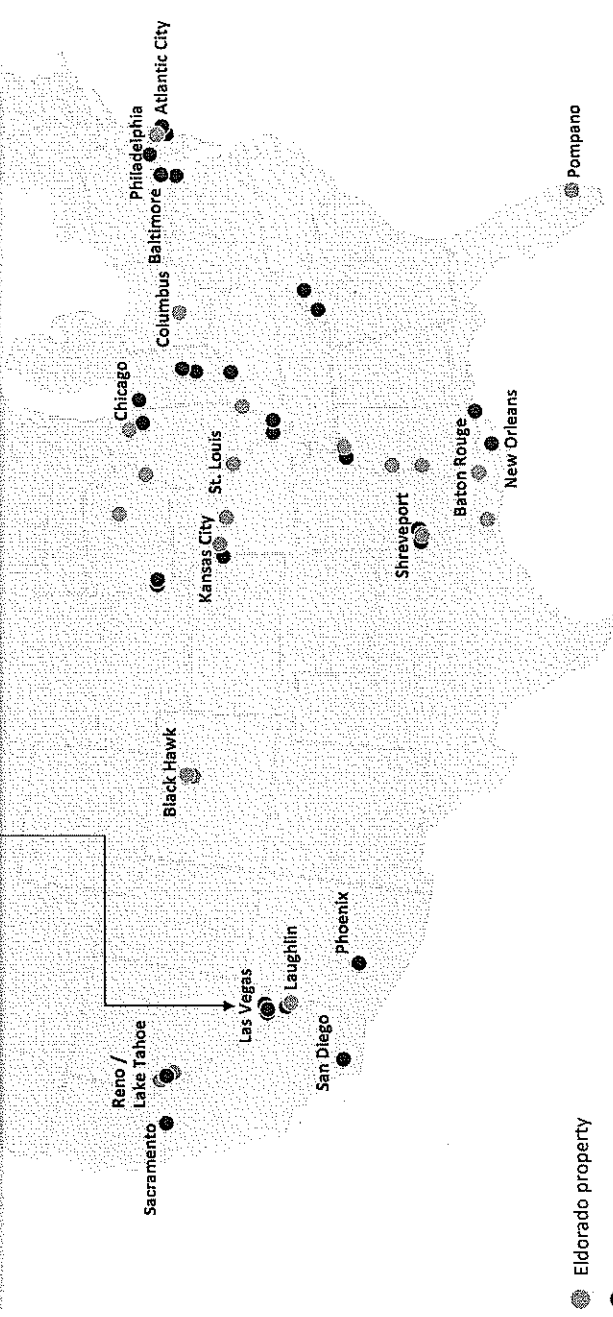 Sacramento
Reno /
Lake Tahoe
Las Vegas
Laughlin
San Diego
Phoenix
Black Hawk
Kansas City
St. Louis
Chicago
Columbus
Baltimore
Philadelphia
Atlantic City
Shreveport
Baton Rouge
New Orleans
Pompano
Eldorado property